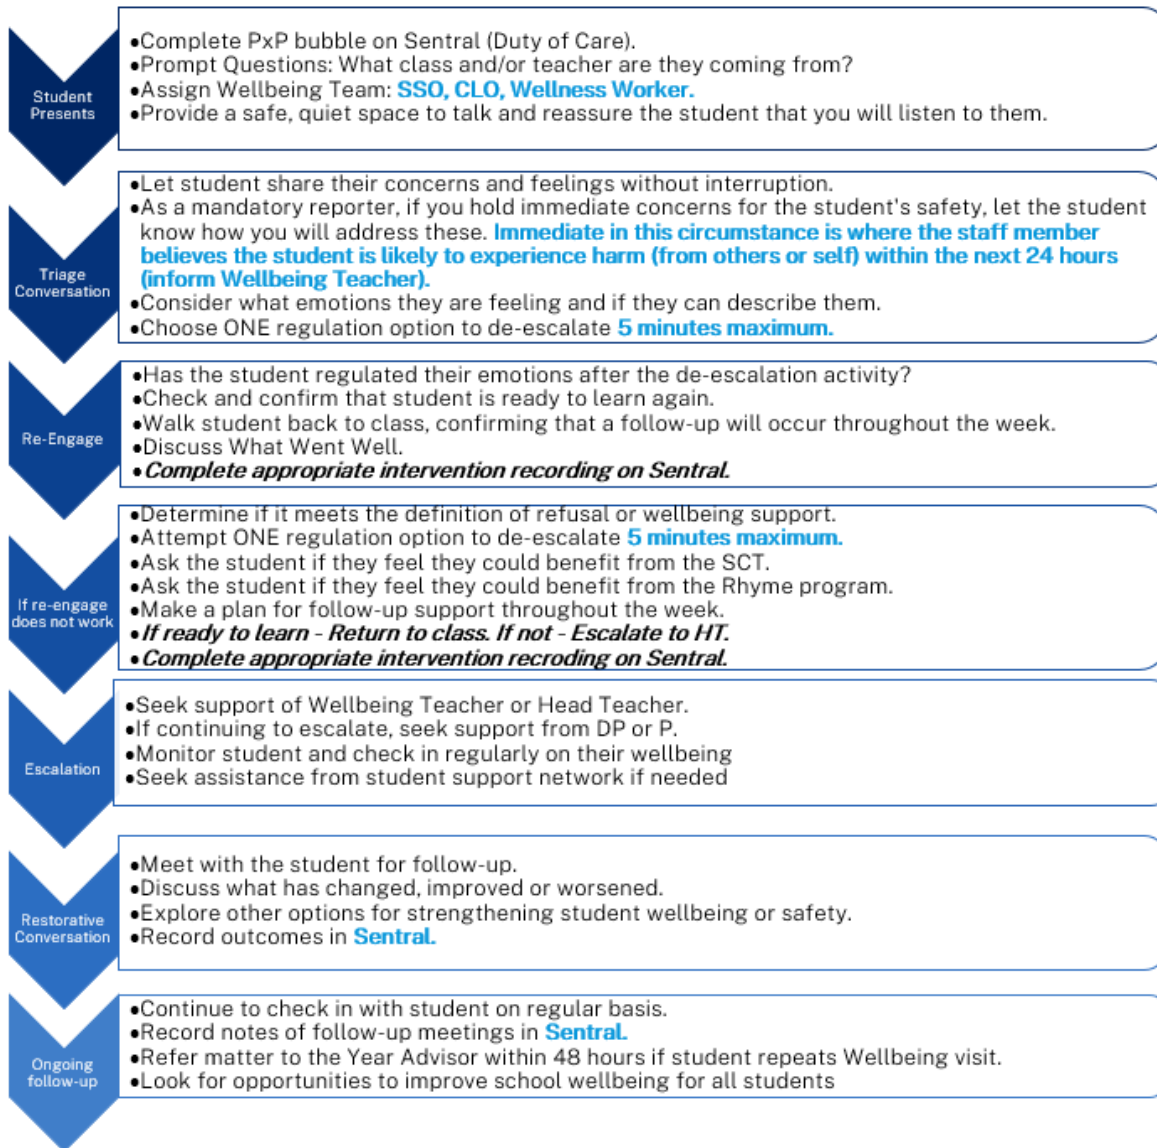 Student
Presents
•Complete PxP bubble on Sentral (Duty of Care).
•Prompt Questions: What class and/or teacher are they coming from?
•Assign Wellbeing Team: SSO, CLO, Wellness Worker.
•Provide a safe, quiet space to talk and reassure the student that you will listen to them.
Triage
Conversation
•Let student share their concerns and feelings without interruption.
•As a mandatory reporter, if you hold immediate concerns for the student's safety, let the student
know how you will address these. Immediate in this circumstance is where the staff member
believes the student is likely to experience harm (from others or self) within the next 24 hours
(inform Wellbeing Teacher).
•Consider what emotions they are feeling and if they can describe them.
•Choose ONE regulation option to de-escalate 5 minutes maximum.
Re-Engage
•Has the student regulated their emotions after the de-escalation activity?
•Check and confirm that student is ready to learn again.
•Walk student back to class, confirming that a follow-up will occur throughout the week.
•Discuss What Went Well.
•Complete appropriate intervention recording on Sentral.
If re-engage
does not work
•Determine if it meets the definition of refusal or wellbeing support.
•Attempt ONE regulation option to de-escalate 5 minutes maximum.
•Ask the student if they feel they could benefit from the SCT.
•Ask the student if they feel they could benefit from the Rhyme program.
•Make a plan for follow-up support throughout the week.
•If ready to learn - Return to class. If not - Escalate to HT.
•Complete appropriate intervention recroding on Sentral.
Escalation
•Seek support of Wellbeing Teacher or Head Teacher.
•If continuing to escalate, seek support from DP or P.
•Monitor student and check in regularly on their wellbeing
•Seek assistance from student support network if needed
Restorative
Conversation
•Meet with the student for follow-up.
•Discuss what has changed, improved or worsened.
•Explore other options for strengthening student wellbeing or safety.
•Record outcomes in Sentral.
Ongoing
follow-up
•Continue to check in with student on regular basis.
•Record notes of follow-up meetings in Sentral.
•Refer matter to the Year Advisor within 48 hours if student repeats Wellbeing visit.
•Look for opportunities to improve school wellbeing for all students